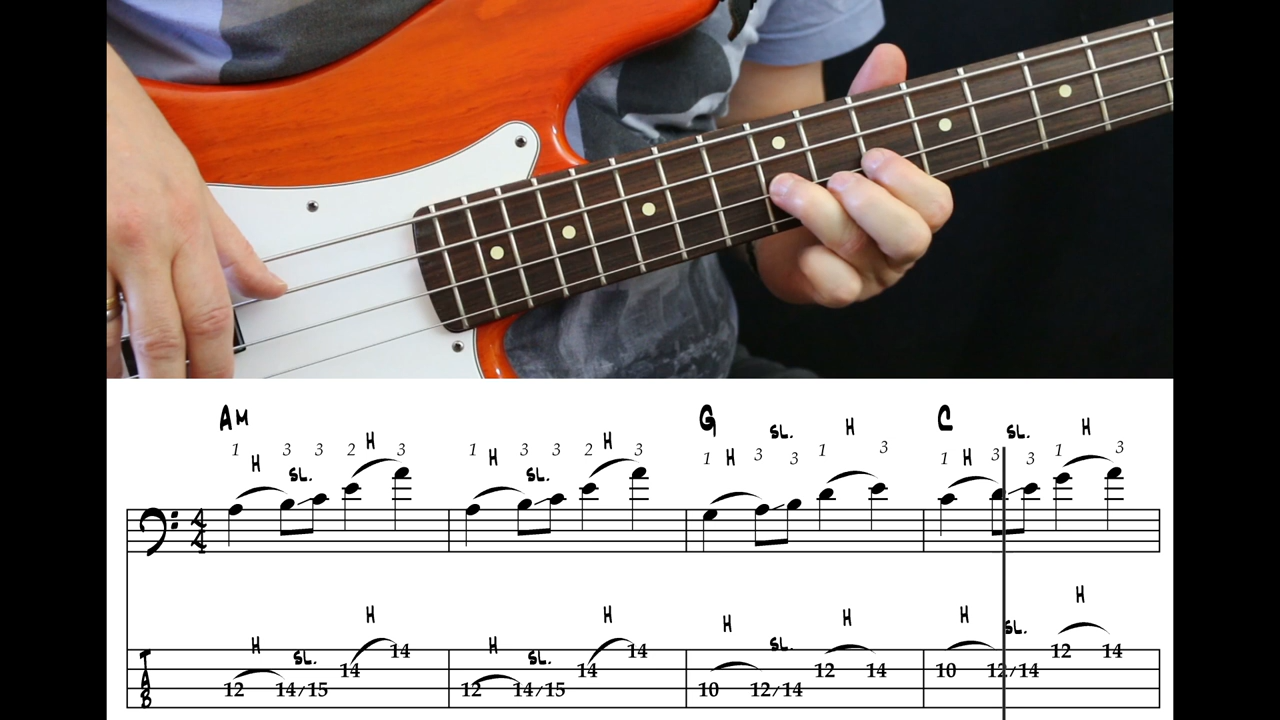 Am G C
H H SL. H
1 3 3 2 3 1 3 3 2 3 1 H 3 3 1 3 1 H 3 3 1 3
H SL. H SL.
4
4
H H H H
H SL. H SL. H SL. H SL.
T 14 14 12 14
A 14 14 12 14 10 12/14
B 12 14/15 12 14/15 10 12/14